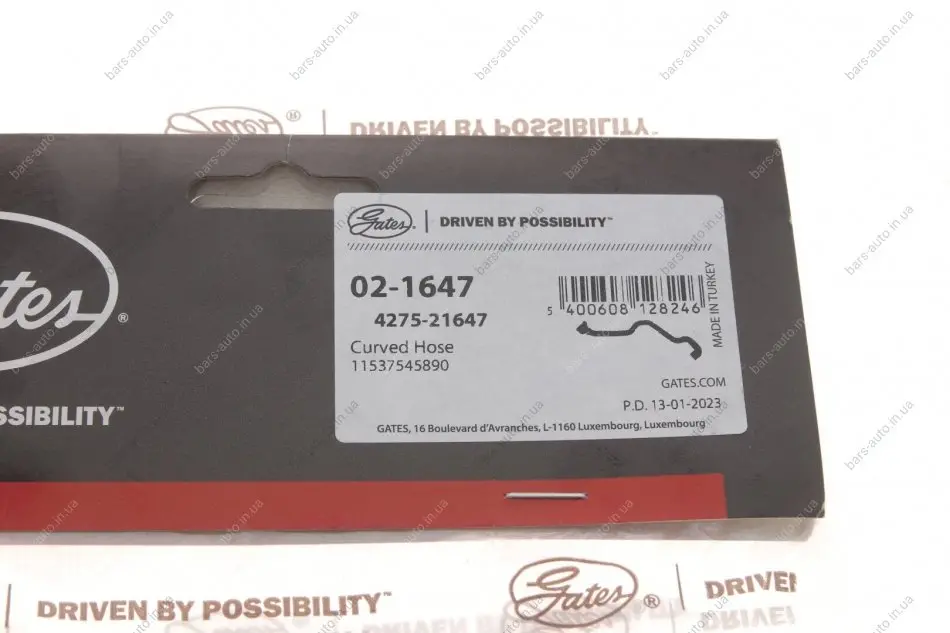 bars-auto.in.ua
DRIVEN BY POSSIBILITY™
Gates®
Gates. | DRIVEN BY POSSIBILITY™
02-1647
4275-21647
Curved Hose
11537545890
5 400608 128246
MADE IN TURKEY
GATES.COM
P.D. 13-01-2023
GATES, 16 Boulevard d'Avranches, L-1160 Luxembourg, Luxembourg
tes®
SSIBILITY™
DRIVEN BY POSSIBILITY™
Gates®
DRIVEN